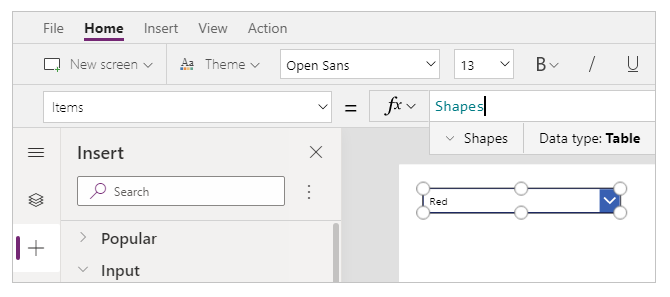 File Home Insert View Action
New screen Aa Theme Open Sans 13 B / U
Items = fx Shapes
Shapes Data type: Table
Insert
Search
Red
Popular
Input